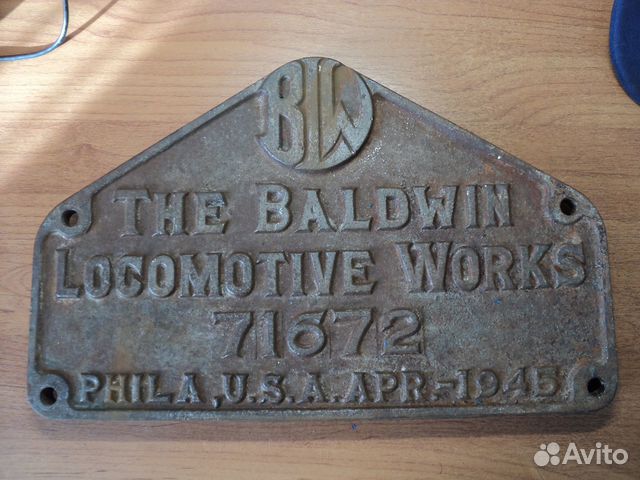 BLW
THE BALDWIN
LOCOMOTIVE WORKS
71672
PHILA, U.S.A. APR.-1945
Avito